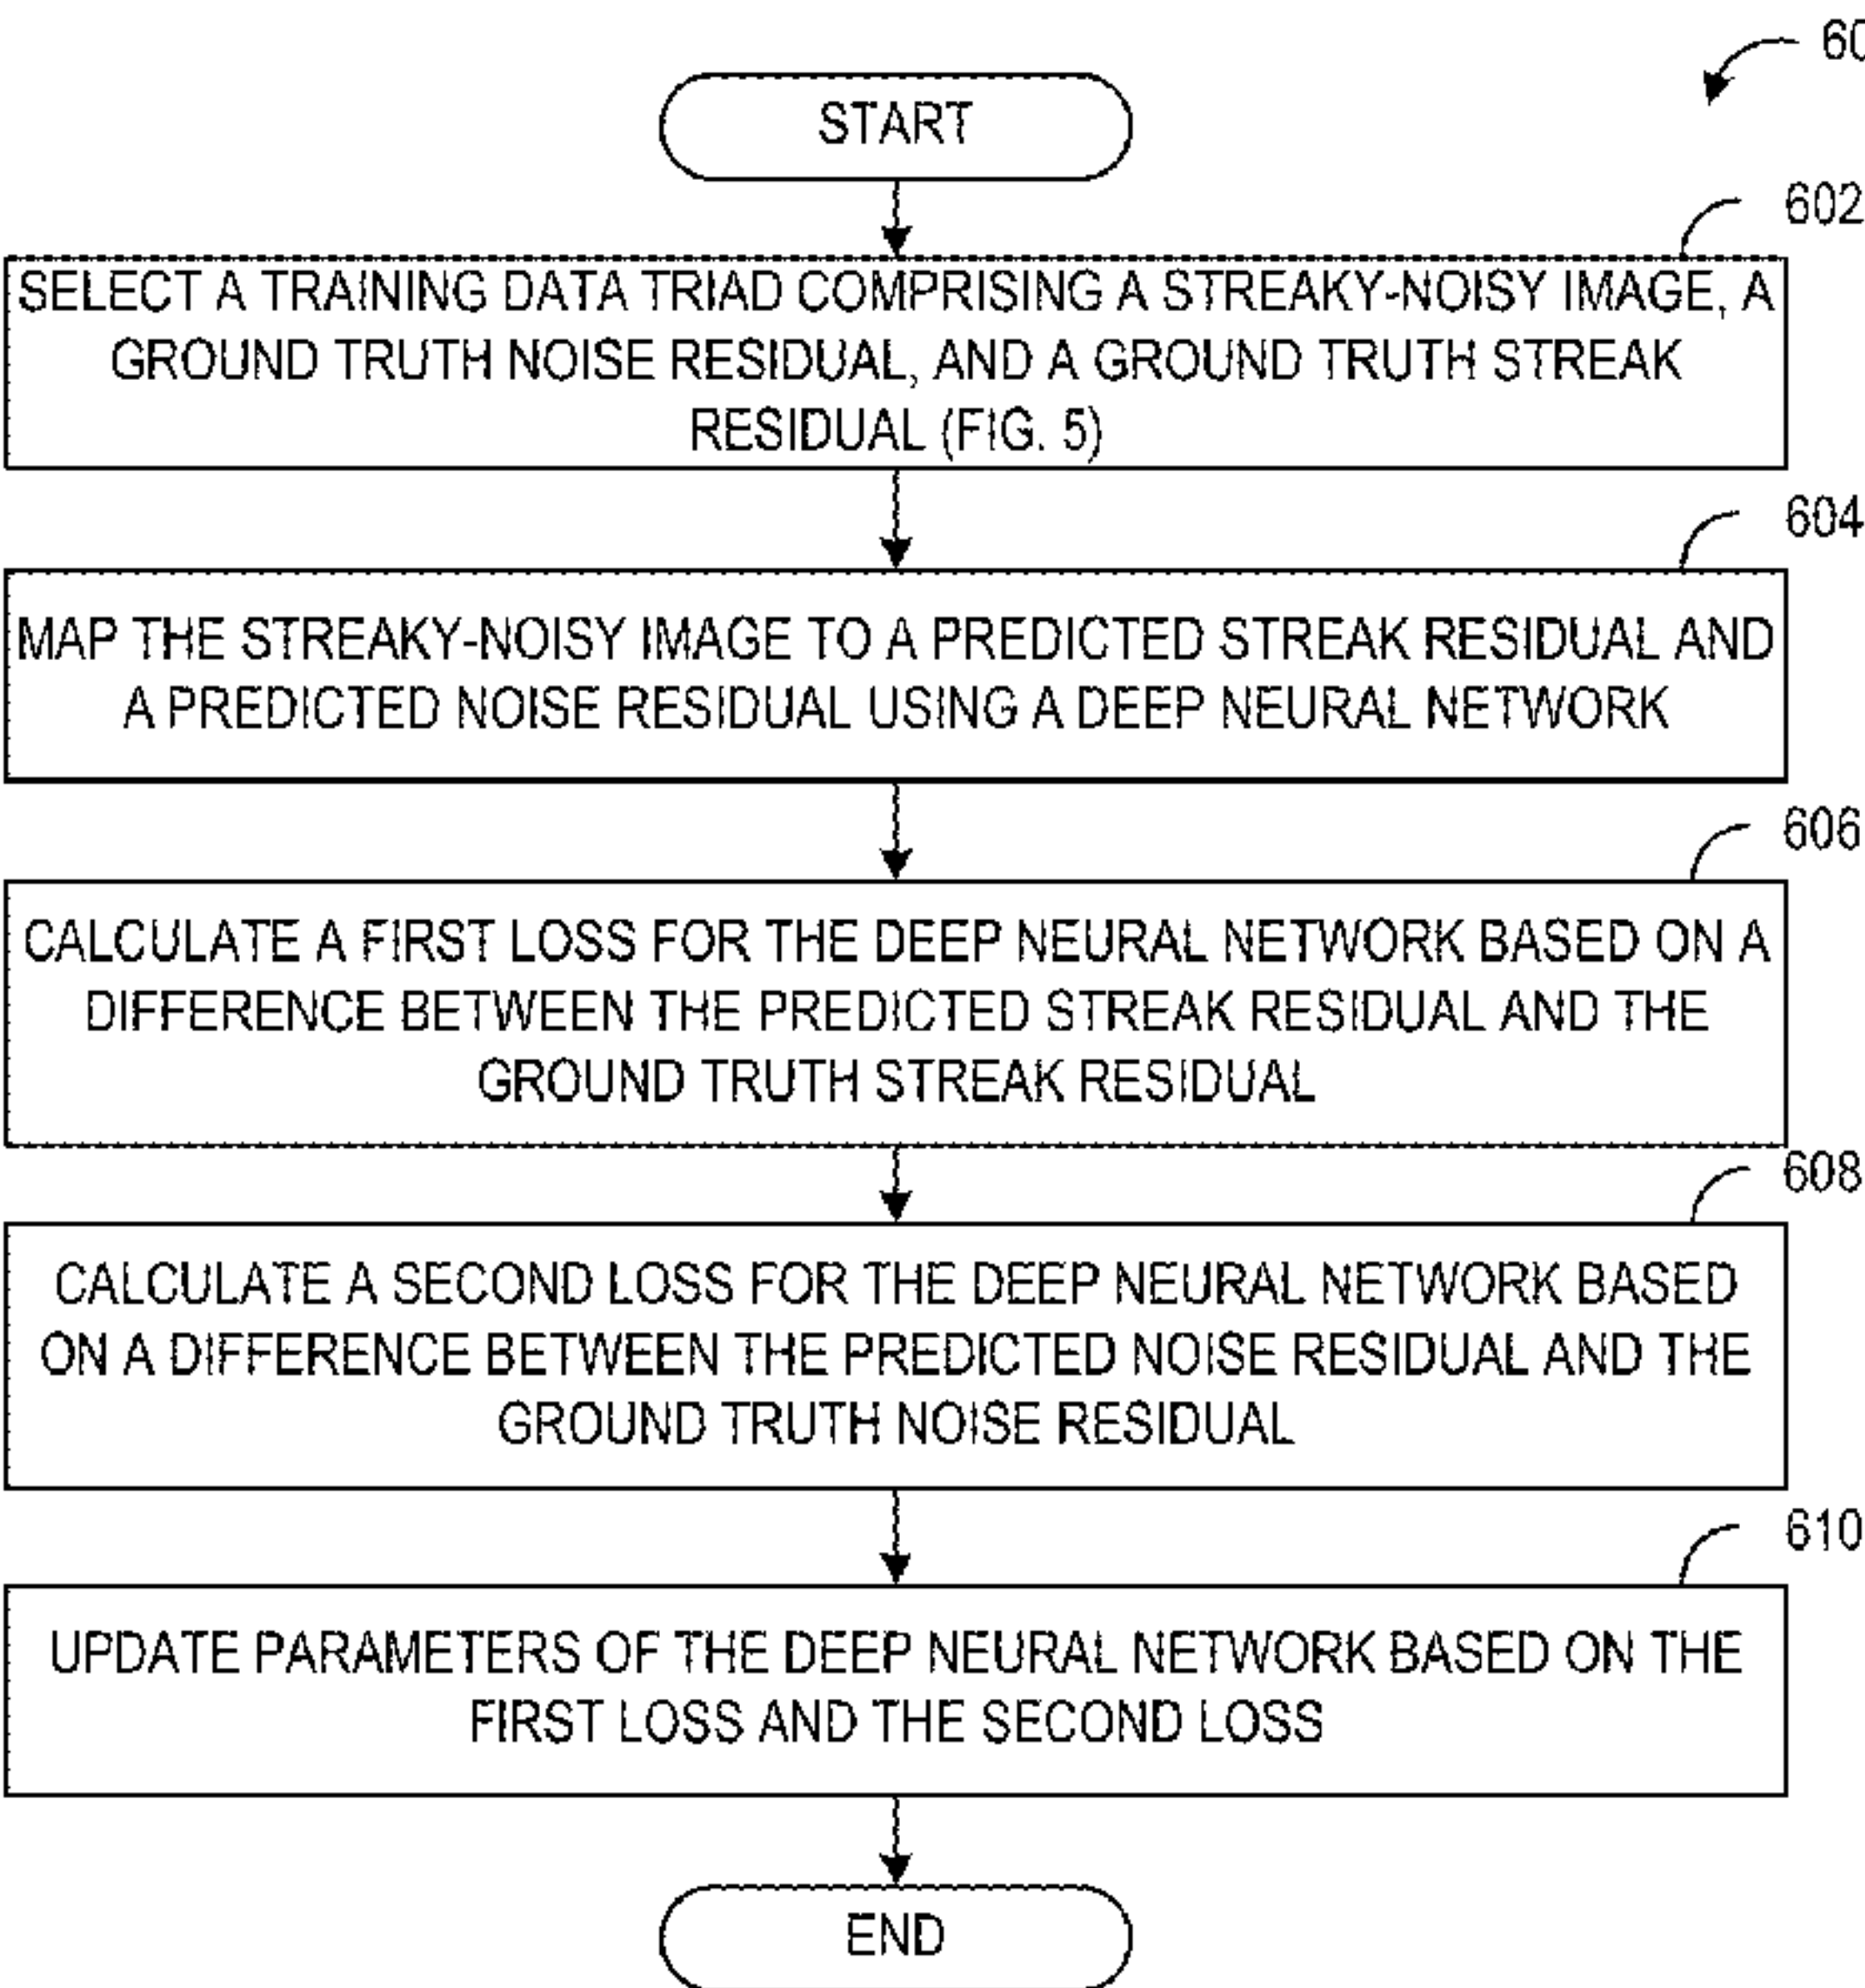 60
START
602
SELECT A TRAINING DATA TRIAD COMPRISING A STREAKY-NOISY IMAGE, A
GROUND TRUTH NOISE RESIDUAL, AND A GROUND TRUTH STREAK
RESIDUAL (FIG. 5)
604
MAP THE STREAKY-NOISY IMAGE TO A PREDICTED STREAK RESIDUAL AND
A PREDICTED NOISE RESIDUAL USING A DEEP NEURAL NETWORK
606
CALCULATE A FIRST LOSS FOR THE DEEP NEURAL NETWORK BASED ON A
DIFFERENCE BETWEEN THE PREDICTED STREAK RESIDUAL AND THE
GROUND TRUTH STREAK RESIDUAL
608
CALCULATE A SECOND LOSS FOR THE DEEP NEURAL NETWORK BASED
ON A DIFFERENCE BETWEEN THE PREDICTED NOISE RESIDUAL AND THE
GROUND TRUTH NOISE RESIDUAL
610
UPDATE PARAMETERS OF THE DEEP NEURAL NETWORK BASED ON THE
FIRST LOSS AND THE SECOND LOSS
END